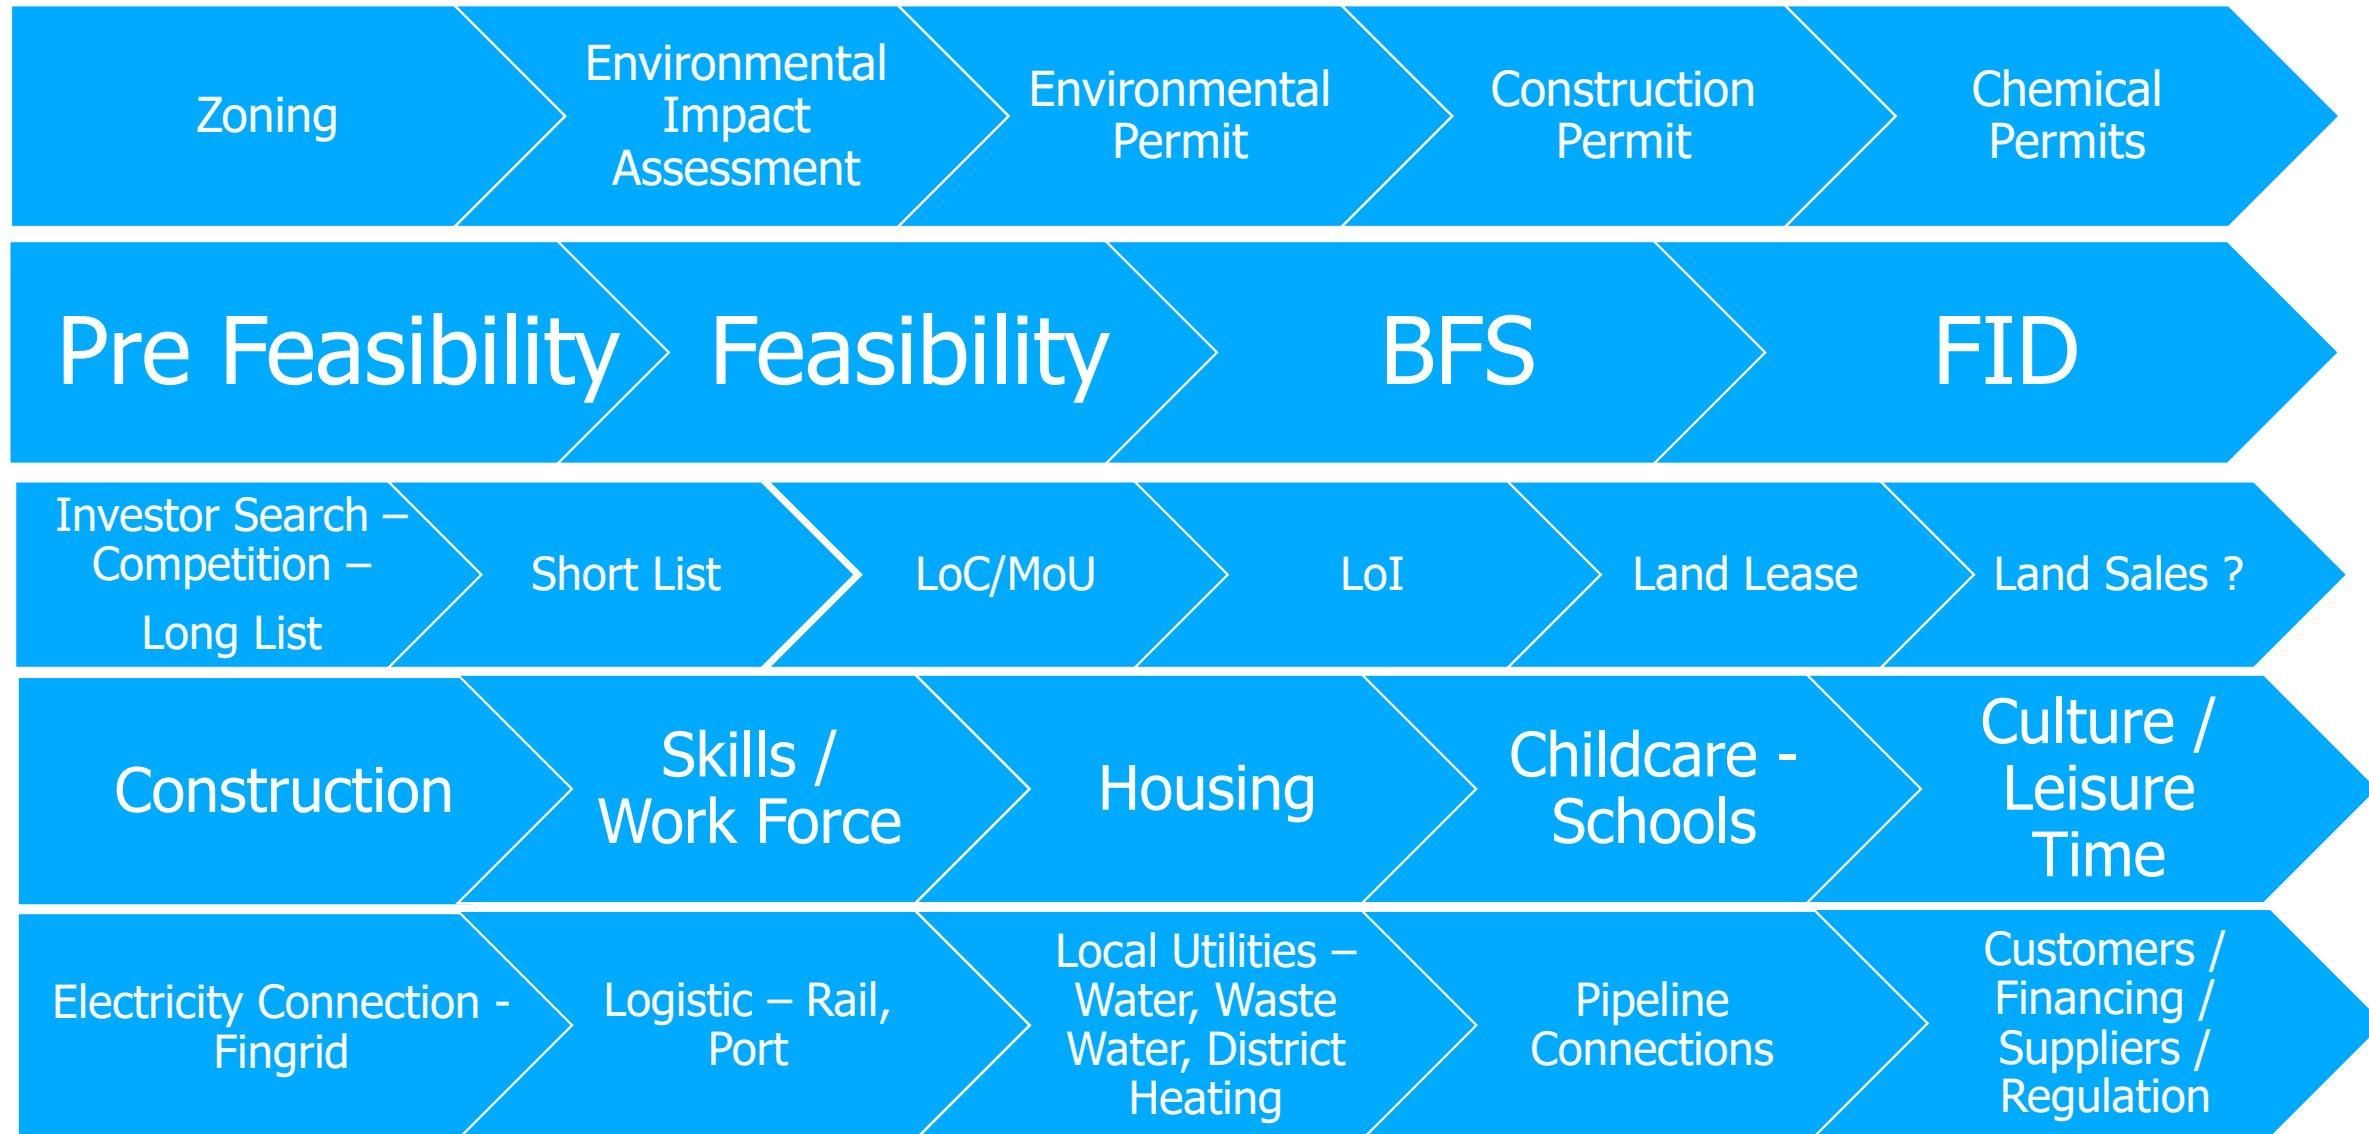 Zoning
Environmental
Impact
Assessment
Environmental
Permit
Construction
Permit
Chemical
Permits
Pre Feasibility
Feasibility
BFS
FID
Investor Search –
Competition –
Long List
Short List
LoC/MoU
LoI
Land Lease
Land Sales ?
Construction
Skills /
Work Force
Housing
Childcare -
Schools
Culture /
Leisure
Time
Electricity Connection -
Fingrid
Logistic – Rail,
Port
Local Utilities –
Water, Waste
Water, District
Heating
Pipeline
Connections
Customers /
Financing /
Suppliers /
Regulation